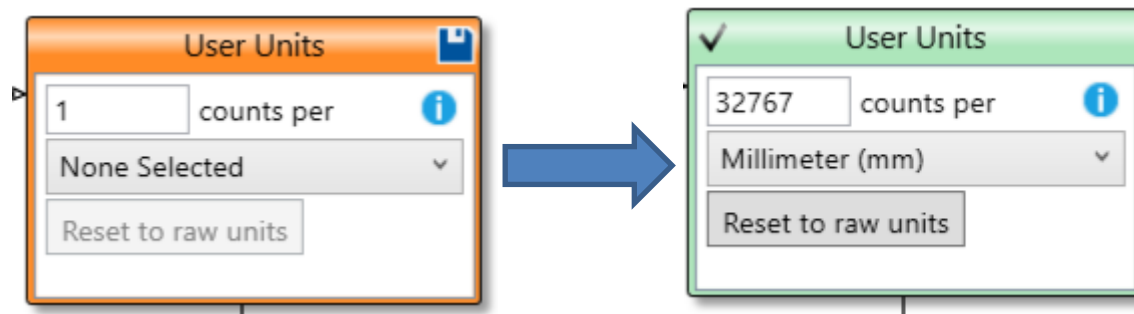 User Units
1 counts per
None Selected
Reset to raw units
User Units
32767 counts per
Millimeter (mm)
Reset to raw units